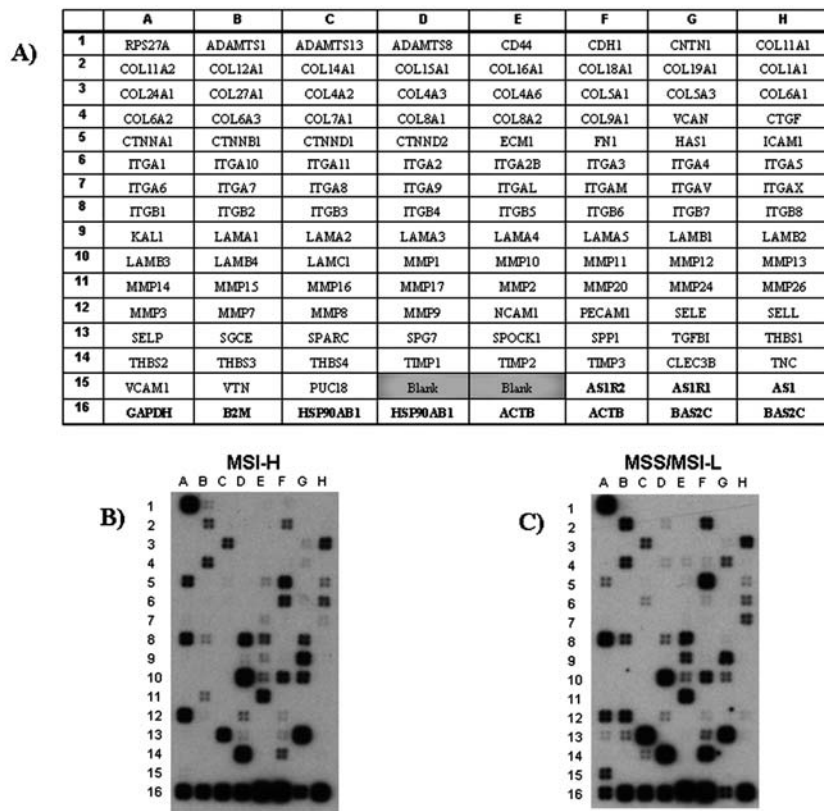 A)
A B C D E F G H
1 RPS27A ADAMTS1 ADAMTS13 ADAMTS8 CD44 CDH1 CNTN1 COL11A1
2 COL11A2 COL12A1 COL14A1 COL15A1 COL16A1 COL18A1 COL19A1 COL1A1
3 COL24A1 COL27A1 COL4A2 COL4A3 COL4A6 COL5A1 COL5A3 COL6A1
4 COL6A2 COL6A3 COL7A1 COL8A1 COL8A2 COL9A1 VCAN CTGF
5 CTNNA1 CTNNB1 CTNND1 CTNND2 ECM1 FN1 HAS1 ICAM1
6 ITGA1 ITGA10 ITGA11 ITGA2 ITGA2B ITGA3 ITGA4 ITGA5
7 ITGA6 ITGA7 ITGA8 ITGA9 ITGAL ITGAM ITGAV ITGAX
8 ITGB1 ITGB2 ITGB3 ITGB4 ITGB5 ITGB6 ITGB7 ITGB8
9 KAL1 LAMA1 LAMA2 LAMA3 LAMA4 LAMA5 LAMB1 LAMB2
10 LAMB3 LAMB4 LAMC1 MMP1 MMP10 MMP11 MMP12 MMP13
11 MMP14 MMP15 MMP16 MMP17 MMP2 MMP20 MMP24 MMP26
12 MMP3 MMP7 MMP8 MMP9 NCAM1 PECAM1 SELE SELL
13 SELP SGCE SPARC SPG7 SPOCK1 SPP1 TGFBI THBS1
14 THBS2 THBS3 THBS4 TIMP1 TIMP2 TIMP3 CLEC3B TNC
15 VCAM1 VTN PUC18 Blank Blank AS1R2 AS1R1 AS1
16 GAPDH B2M HSP90AB1 HSP90AB1 ACTB ACTB BAS2C BAS2C
B)
MSI-H
A B C D E F G H
1
2
3
4
5
6
7
8
9
10
11
12
13
14
15
16
C)
MSS/MSI-L
A B C D E F G H
1
2
3
4
5
6
7
8
9
10
11
12
13
14
15
16